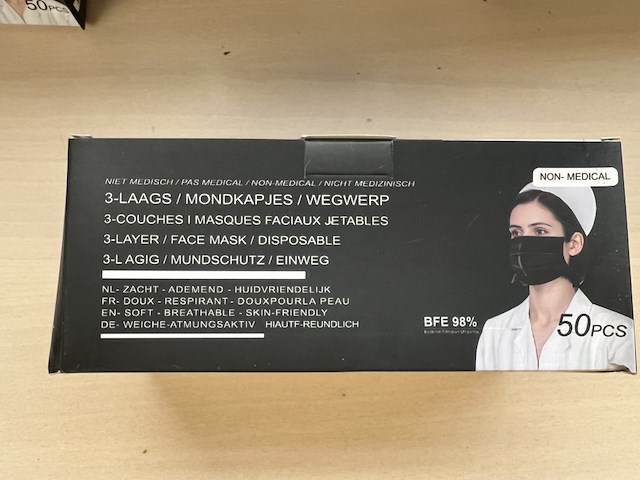 50PCS
NON- MEDICAL
NIET MEDISCH / PAS MEDICAL / NON-MEDICAL / NICHT MEDIZINISCH
3-LAAGS / MONDKAPJES / WEGWERP
3-COUCHES I MASQUES FACIAUX JETABLES
3-LAYER / FACE MASK / DISPOSABLE
3-L AGIG / MUNDSCHUTZ / EINWEG
NL- ZACHT - ADEMEND - HUIDVRIENDELIJK
FR- DOUX - RESPIRANT - DOUXPOURLA PEAU
EN- SOFT - BREATHABLE - SKIN-FRIENDLY
DE- WEICHE-ATMUNGSAKTIV HIAUTF-REUNDLICH
BFE 98%
50PCS